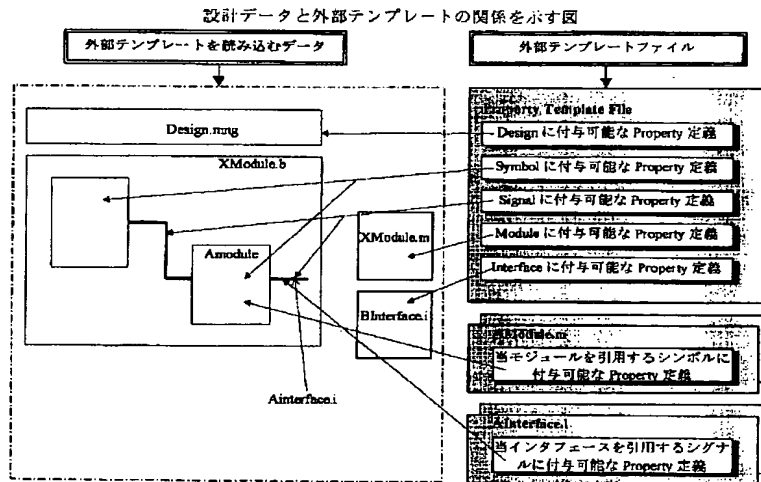 設計データと外部テンプレートの関係を示す図
外部テンプレートを読み込むデータ
外部テンプレートファイル
Design.mng
XModule.b
Amodule
XModule.m
BInterface.i
Ainterface.i
Property Template File
Design に付与可能な Property 定義
Symbol に付与可能な Property 定義
Signal に付与可能な Property 定義
Module に付与可能な Property 定義
Interface に付与可能な Property 定義
AModule.m
当モジュールを引用するシンボルに
付与可能な Property 定義
AInterface.i
当インタフェースを引用するシグナ
ルに付与可能な Property 定義